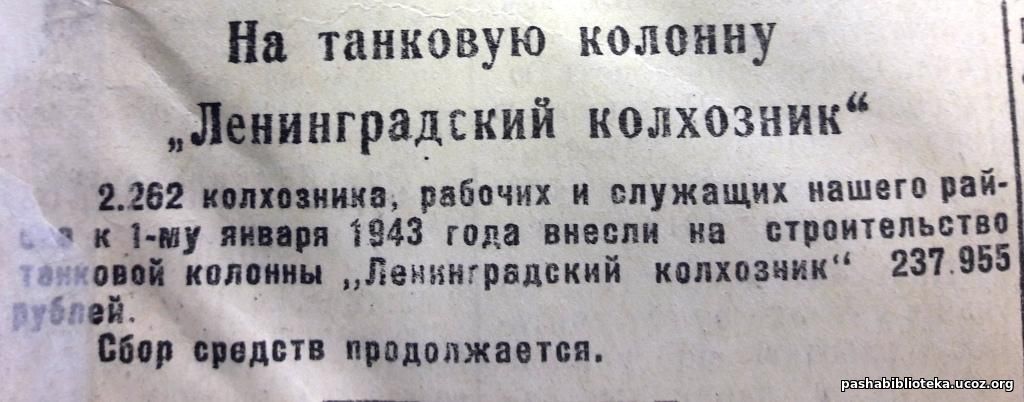 На танковую колонну
„Ленинградский колхозник“
2.262 колхозника, рабочих и служащих нашего рай-
она к 1-му января 1943 года внесли на строительство
танковой колонны „Ленинградский колхозник“ 237.955
рублей.
Сбор средств продолжается.
pashabiblioteka.ucoz.org